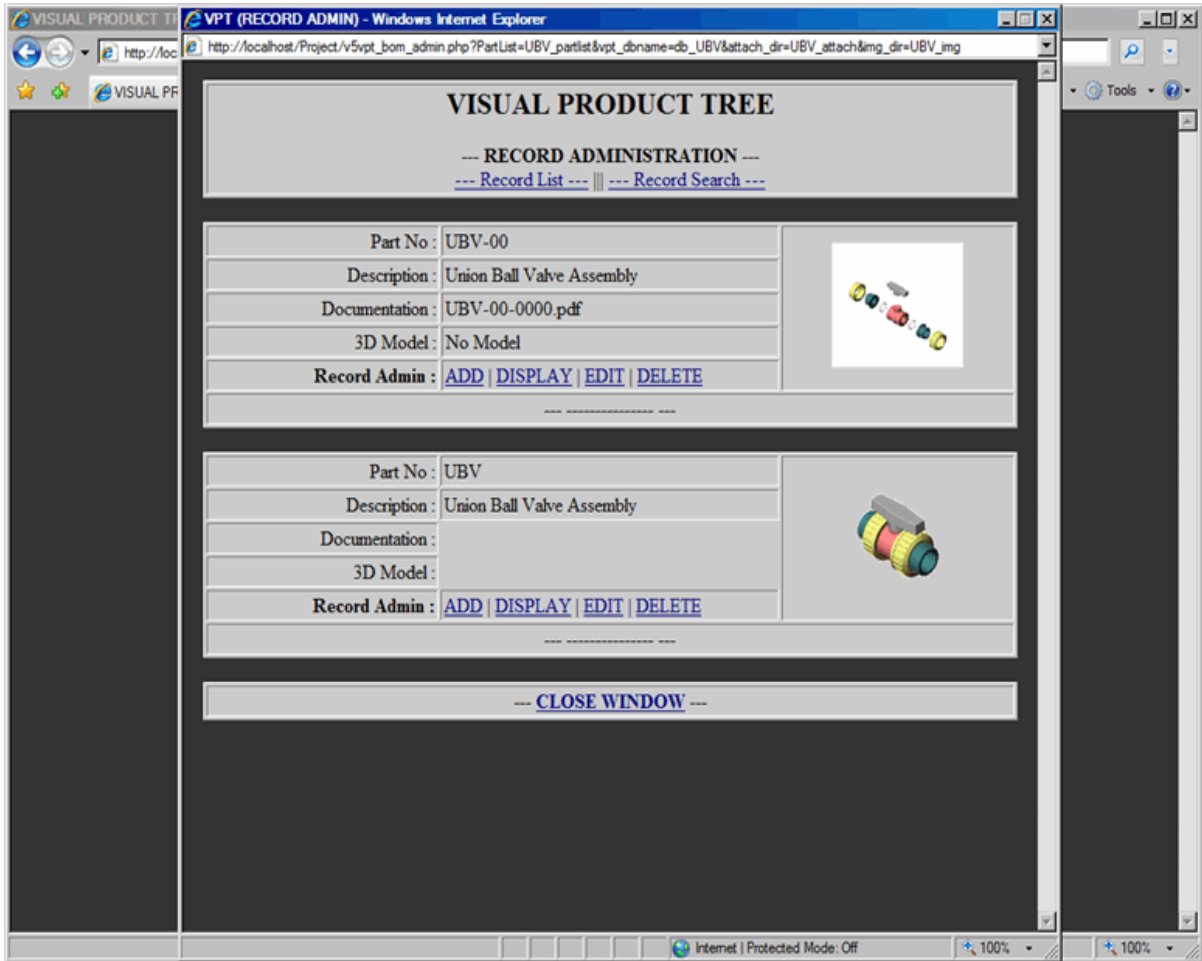 VISUAL PRODUCT TR
VPT (RECORD ADMIN) - Windows Internet Explorer
http://loc
http://localhost/Project/v5vpt_bom_admin.php?PartList=UBV_partlist&vpt_dbname=db_UBV&attach_dir=UBV_attach&img_dir=UBV_img
VISUAL PR
Tools
VISUAL PRODUCT TREE
--- RECORD ADMINISTRATION ---
--- Record List --- ||| --- Record Search ---
Part No : UBV-00
Description : Union Ball Valve Assembly
Documentation : UBV-00-0000.pdf
3D Model : No Model
Record Admin : ADD | DISPLAY | EDIT | DELETE
--- --------------- ---
Part No : UBV
Description : Union Ball Valve Assembly
Documentation :
3D Model :
Record Admin : ADD | DISPLAY | EDIT | DELETE
--- --------------- ---
--- CLOSE WINDOW ---
Internet | Protected Mode: Off 100% 100%